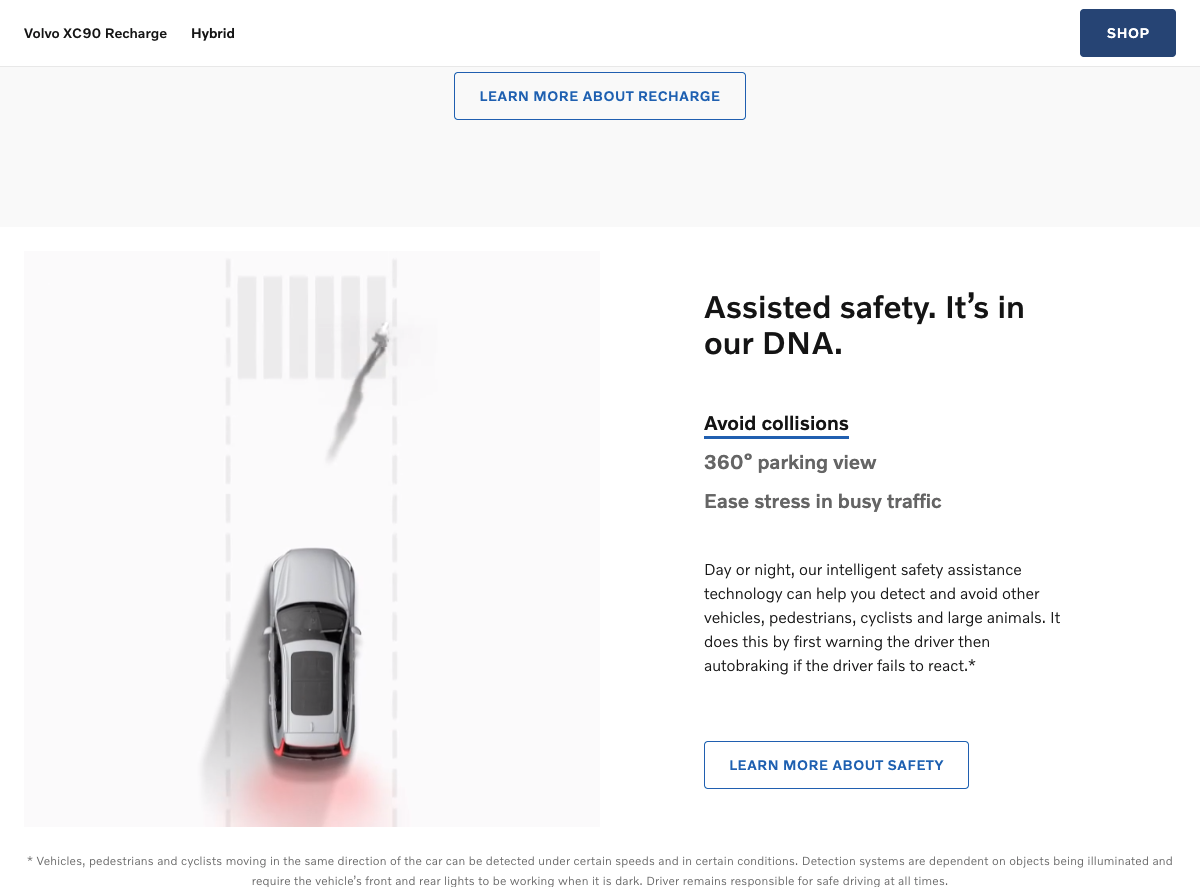 Volvo XC90 Recharge Hybrid SHOP
LEARN MORE ABOUT RECHARGE
Assisted safety. It’s in
our DNA.
Avoid collisions
360° parking view
Ease stress in busy traffic
Day or night, our intelligent safety assistance
technology can help you detect and avoid other
vehicles, pedestrians, cyclists and large animals. It
does this by first warning the driver then
autobraking if the driver fails to react.*
LEARN MORE ABOUT SAFETY
* Vehicles, pedestrians and cyclists moving in the same direction of the car can be detected under certain speeds and in certain conditions. Detection systems are dependent on objects being illuminated and
require the vehicle’s front and rear lights to be working when it is dark. Driver remains responsible for safe driving at all times.